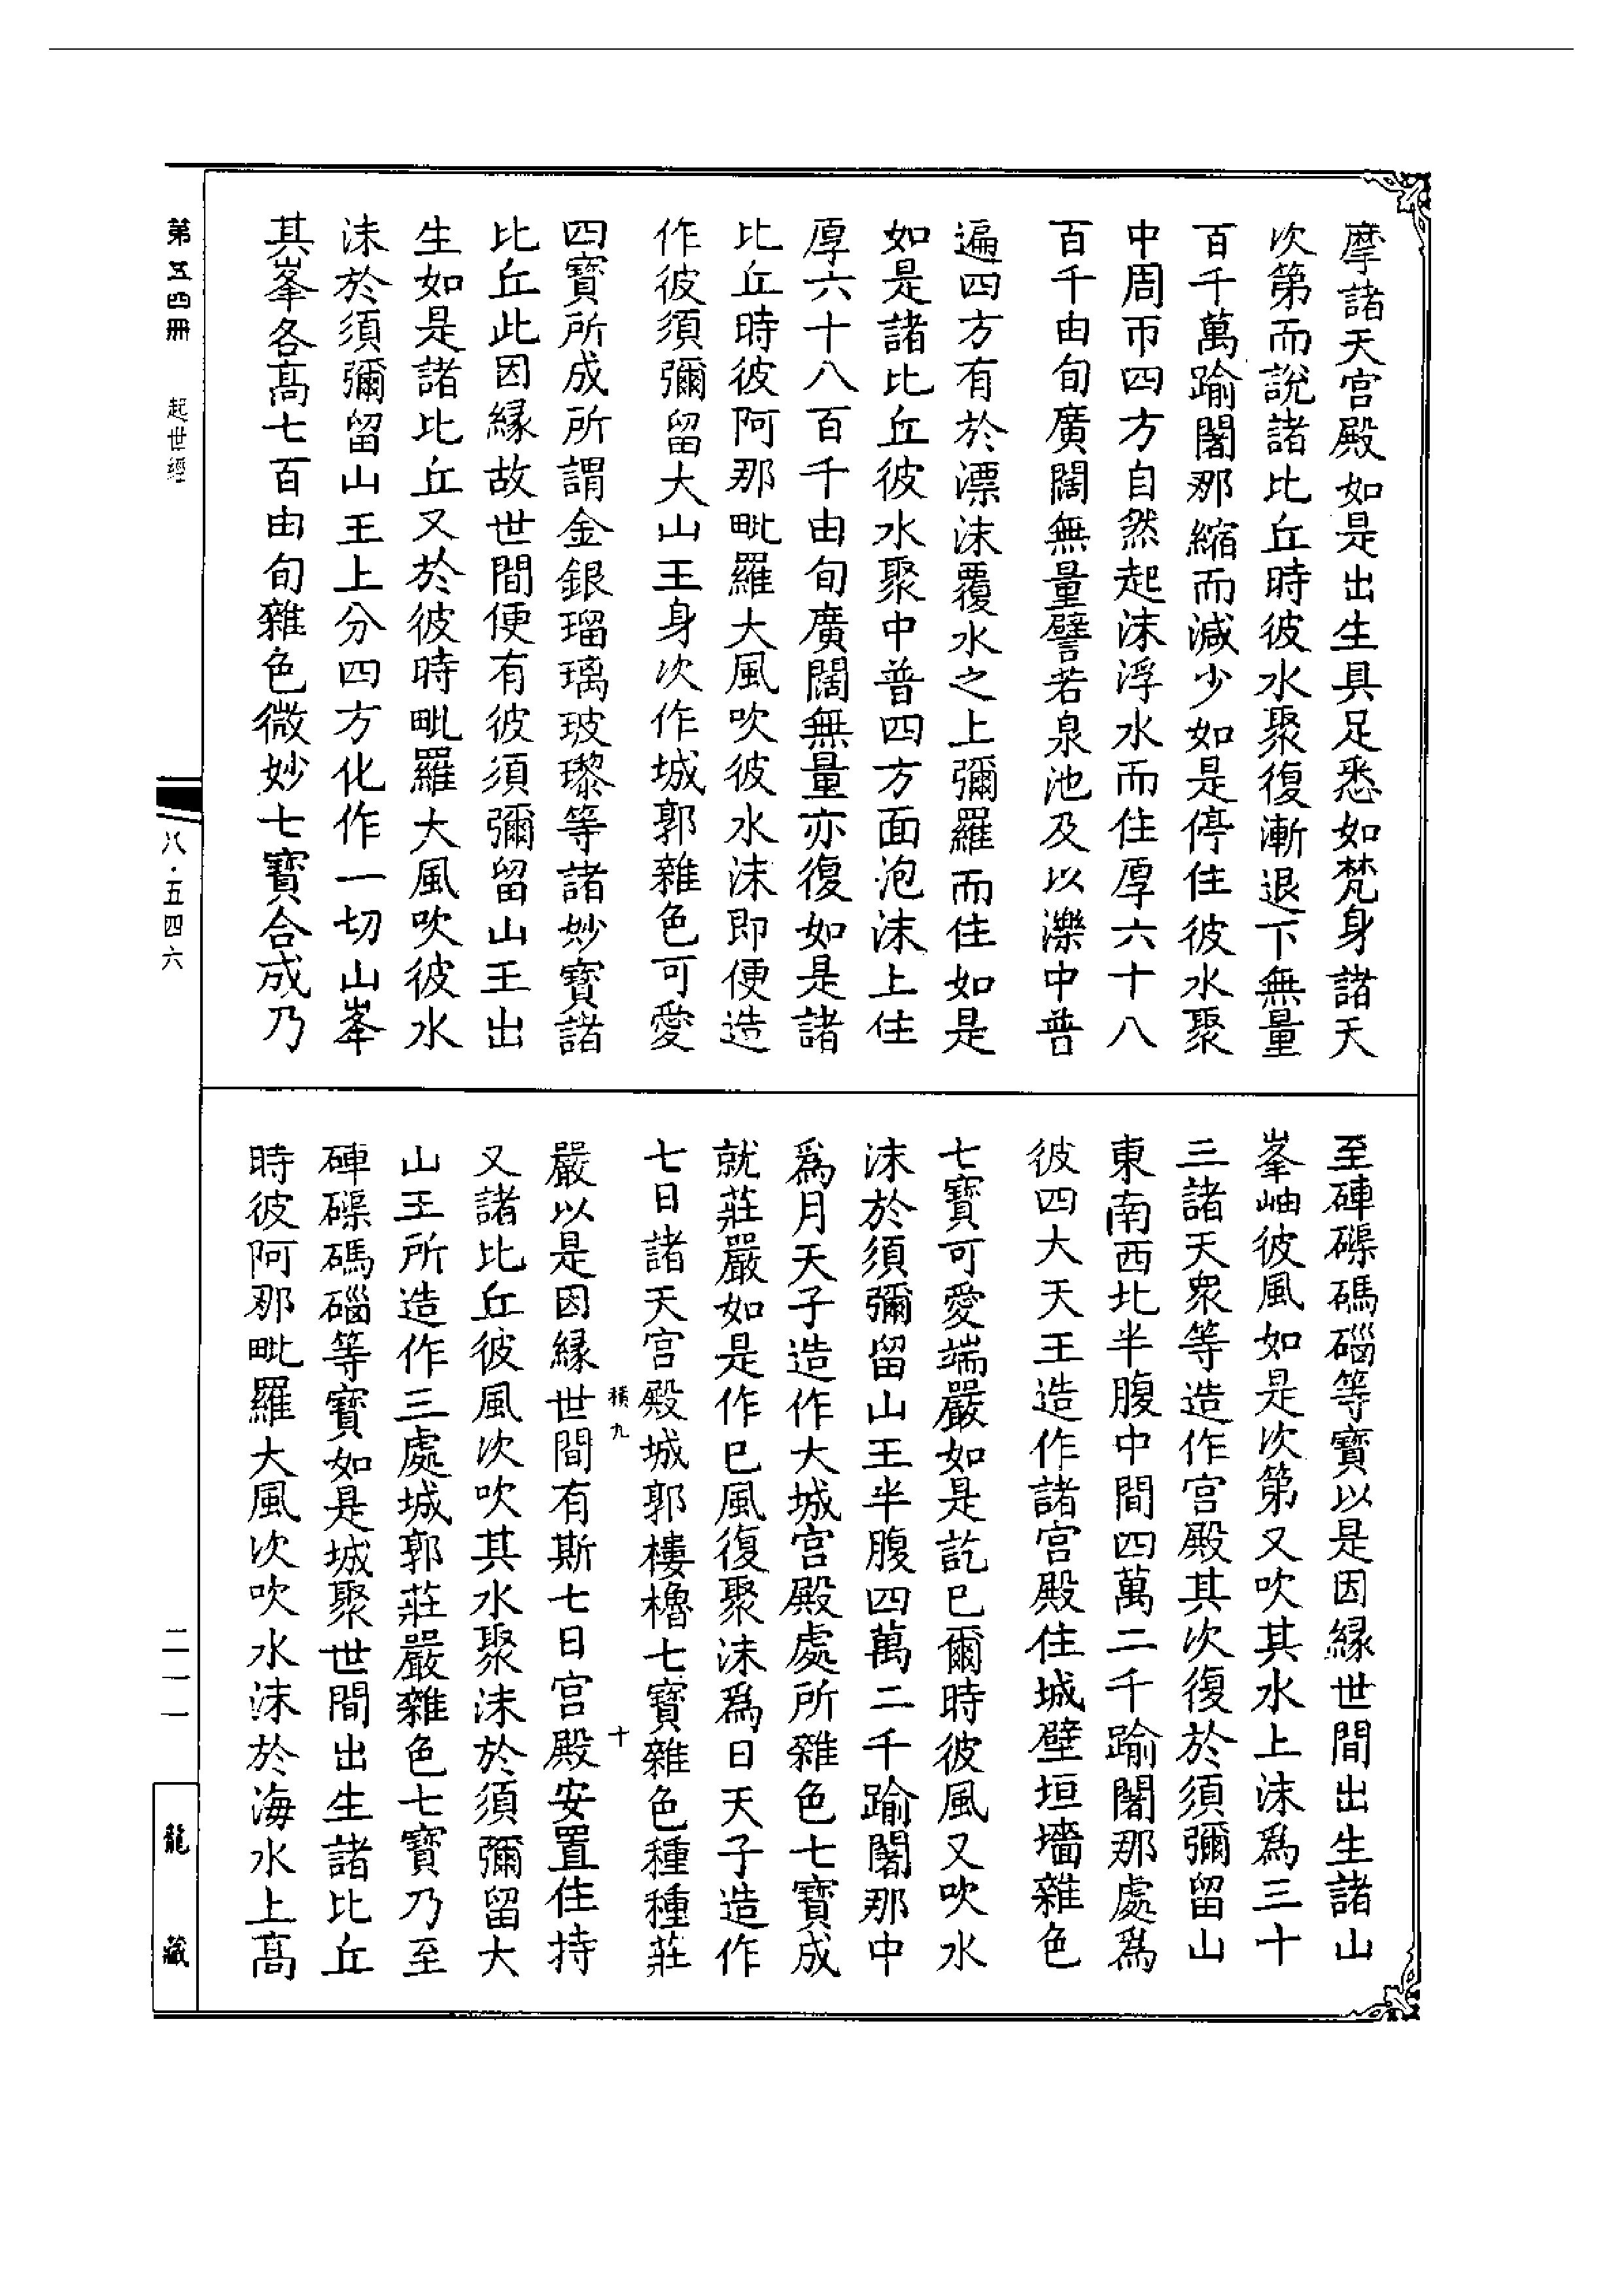 摩諸天宮殿如是出生具足悉如梵身諸天
次第而說諸比丘時彼水聚復漸退下無量
百千萬踰闍那縮而減少如是停住彼水聚
中周帀四方自然起沫浮水而住厚六十八
百千由旬廣闊無量譬若泉池及以濼中普
遍四方有於漂沫覆水之上彌羅而住如是
如是諸比丘彼水聚中普四方面泡沫上住
厚六十八百千由旬廣闊無量亦復如是諸
比丘時彼阿那毗羅大風吹彼水沫即便造
作彼須彌留大山王身次作城郭雜色可愛
四寶所成所謂金銀瑠璃玻瓈等諸妙寶諸
比丘此因緣故世間便有彼須彌留山王出
生如是諸比丘又於彼時毗羅大風吹彼水
沫於須彌留山王上分四方化作一切山峯
其峯各高七百由旬雜色微妙七寶合成乃
至硨磲碼碯等寶以是因緣世間出生諸山
峯岫彼風如是次第又吹其水上沫爲三十
三諸天衆等造作宮殿其次復於須彌留山
東南西北半腹中間四萬二千踰闍那處爲
彼四大天王造作諸宮殿住城壁垣墻雜色
七寶可愛端嚴如是訖已爾時彼風又吹水
沫於須彌留山王半腹四萬二千踰闍那中
爲月天子造作大城宮殿處所雜色七寶成
就莊嚴如是作已風復聚沫爲日天子造作
七日諸天宮殿城郭樓櫓七寶雜色種種莊
積九 十
嚴以是因緣世間有斯七日宮殿安置住持
又諸比丘彼風次吹其水聚沫於須彌留大
山王所造作三處城郭莊嚴雜色七寶乃至
硨磲碼碯等寶如是城聚世間出生諸比丘
時彼阿那毗羅大風次吹水沫於海水上高
第五四冊 起世經
八·五四六
二一一
龍藏